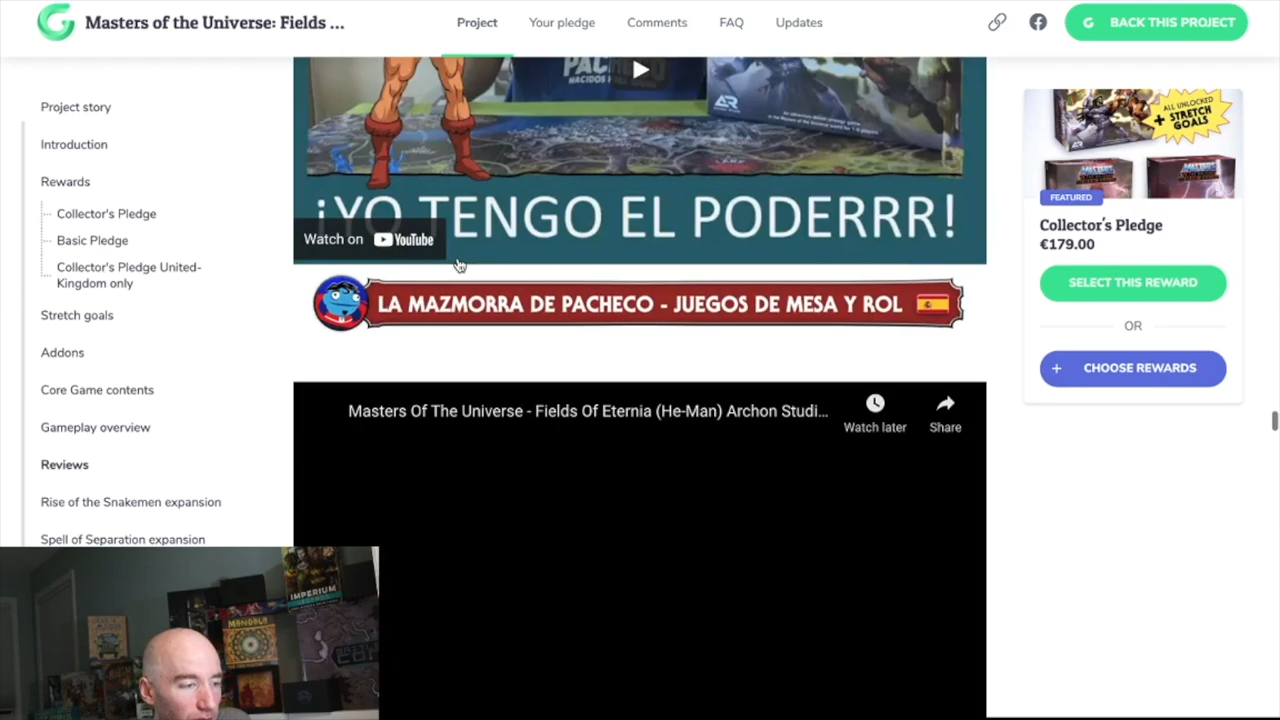 Masters of the Universe: Fields ...
Project
Your pledge
Comments
FAQ
Updates
BACK THIS PROJECT
Project story
Introduction
Rewards
Collector's Pledge
Basic Pledge
Collector's Pledge United-
Kingdom only
Stretch goals
Addons
Core Game contents
Gameplay overview
Reviews
Rise of the Snakemen expansion
Spell of Separation expansion
PACHECO
AR
AR
¡YO TENGO EL PODERRR!
Watch on YouTube
LA MAZMORRA DE PACHECO - JUEGOS DE MESA Y ROL
Masters Of The Universe - Fields Of Eternia (He-Man) Archon Studi...
Watch later
Share
ALL UNLOCKED
+ STRETCH
GOALS
FEATURED
Collector's Pledge
€179.00
SELECT THIS REWARD
OR
+ CHOOSE REWARDS
IMPERIUM
MANDALA